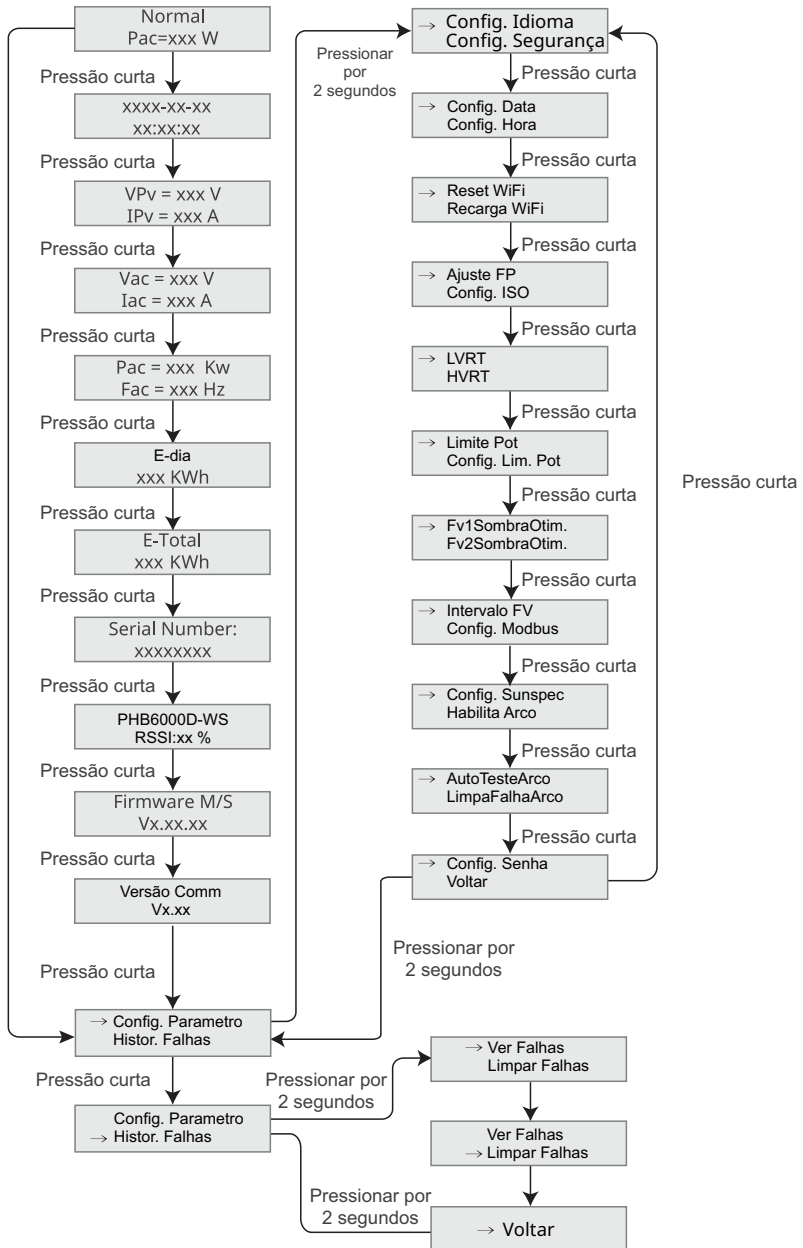 Normal
Pac=xxx W
Pressão curta
xxxx-xx-xx
xx:xx:xx
Pressão curta
VPv = xxx V
IPv = xxx A
Pressão curta
Vac = xxx V
Iac = xxx A
Pressão curta
Pac = xxx Kw
Fac = xxx Hz
Pressão curta
E-dia
xxx KWh
Pressão curta
E-Total
xxx KWh
Pressão curta
Serial Number:
xxxxxxxx
Pressão curta
PHB6000D-WS
RSSI:xx %
Pressão curta
Firmware M/S
Vx.xx.xx
Pressão curta
Versão Comm
Vx.xx
Pressão curta
→ Config. Parametro
Histor. Falhas
Pressão curta
Config. Parametro
→ Histor. Falhas
Pressionar
por
2 segundos
→ Config. Idioma
Config. Segurança
Pressão curta
→ Config. Data
Config. Hora
Pressão curta
→ Reset WiFi
Recarga WiFi
Pressão curta
→ Ajuste FP
Config. ISO
Pressão curta
→ LVRT
HVRT
Pressão curta
→ Limite Pot
Config. Lim. Pot
Pressão curta
→ Fv1SombraOtim.
Fv2SombraOtim.
Pressão curta
→ Intervalo FV
Config. Modbus
Pressão curta
→ Config. Sunspec
Habilita Arco
Pressão curta
→ AutoTesteArco
LimpaFalhaArco
Pressão curta
→ Config. Senha
Voltar
Pressão curta
Pressionar por
2 segundos
Pressionar por
2 segundos
→ Ver Falhas
Limpar Falhas
Ver Falhas
→ Limpar Falhas
Pressionar por
2 segundos
→ Voltar